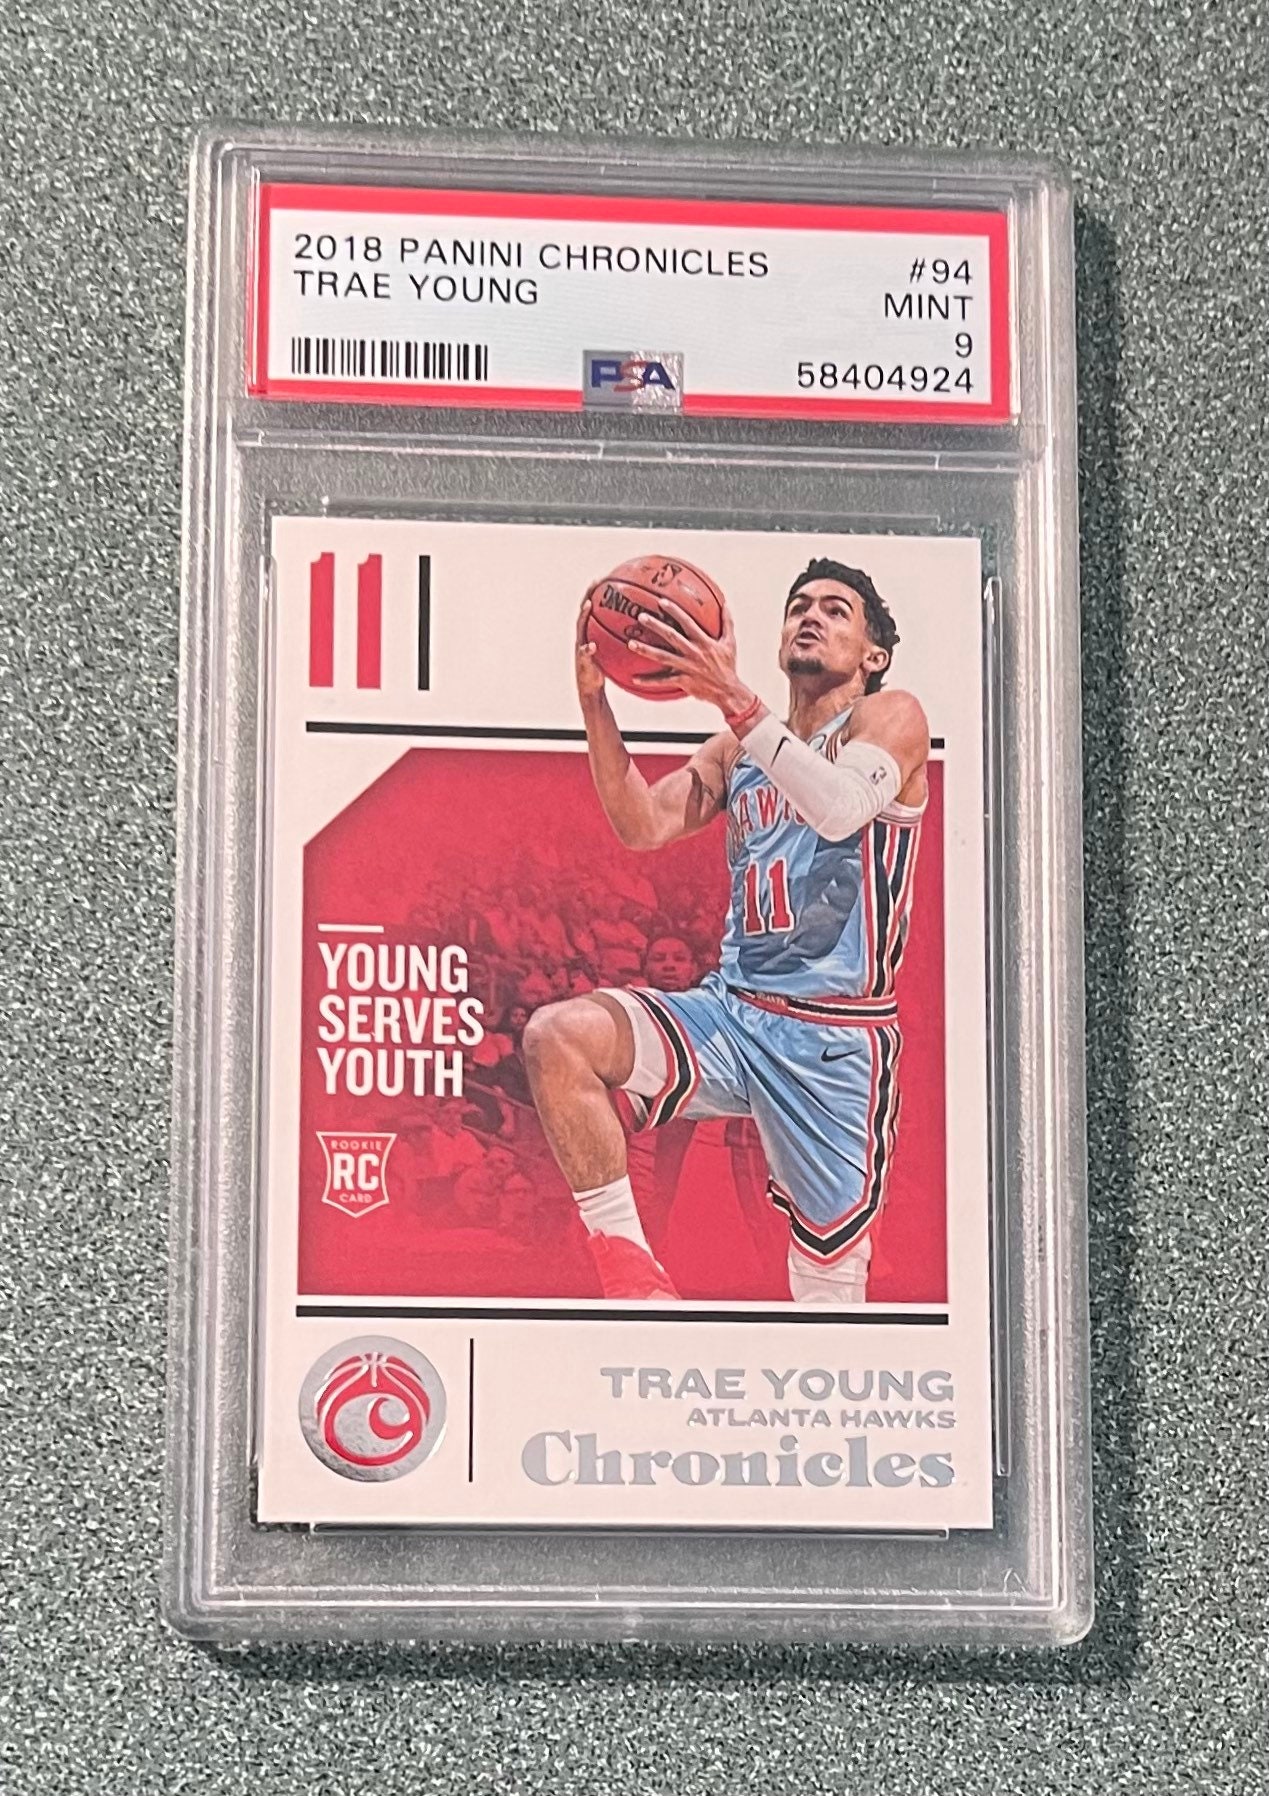 2018 PANINI CHRONICLES #94
TRAE YOUNG MINT
9
PSA 58404924
11
HAWKS
11
YOUNG
SERVES
YOUTH
ROOKIE
RC
CARD
TRAE YOUNG
ATLANTA HAWKS
Chronicles